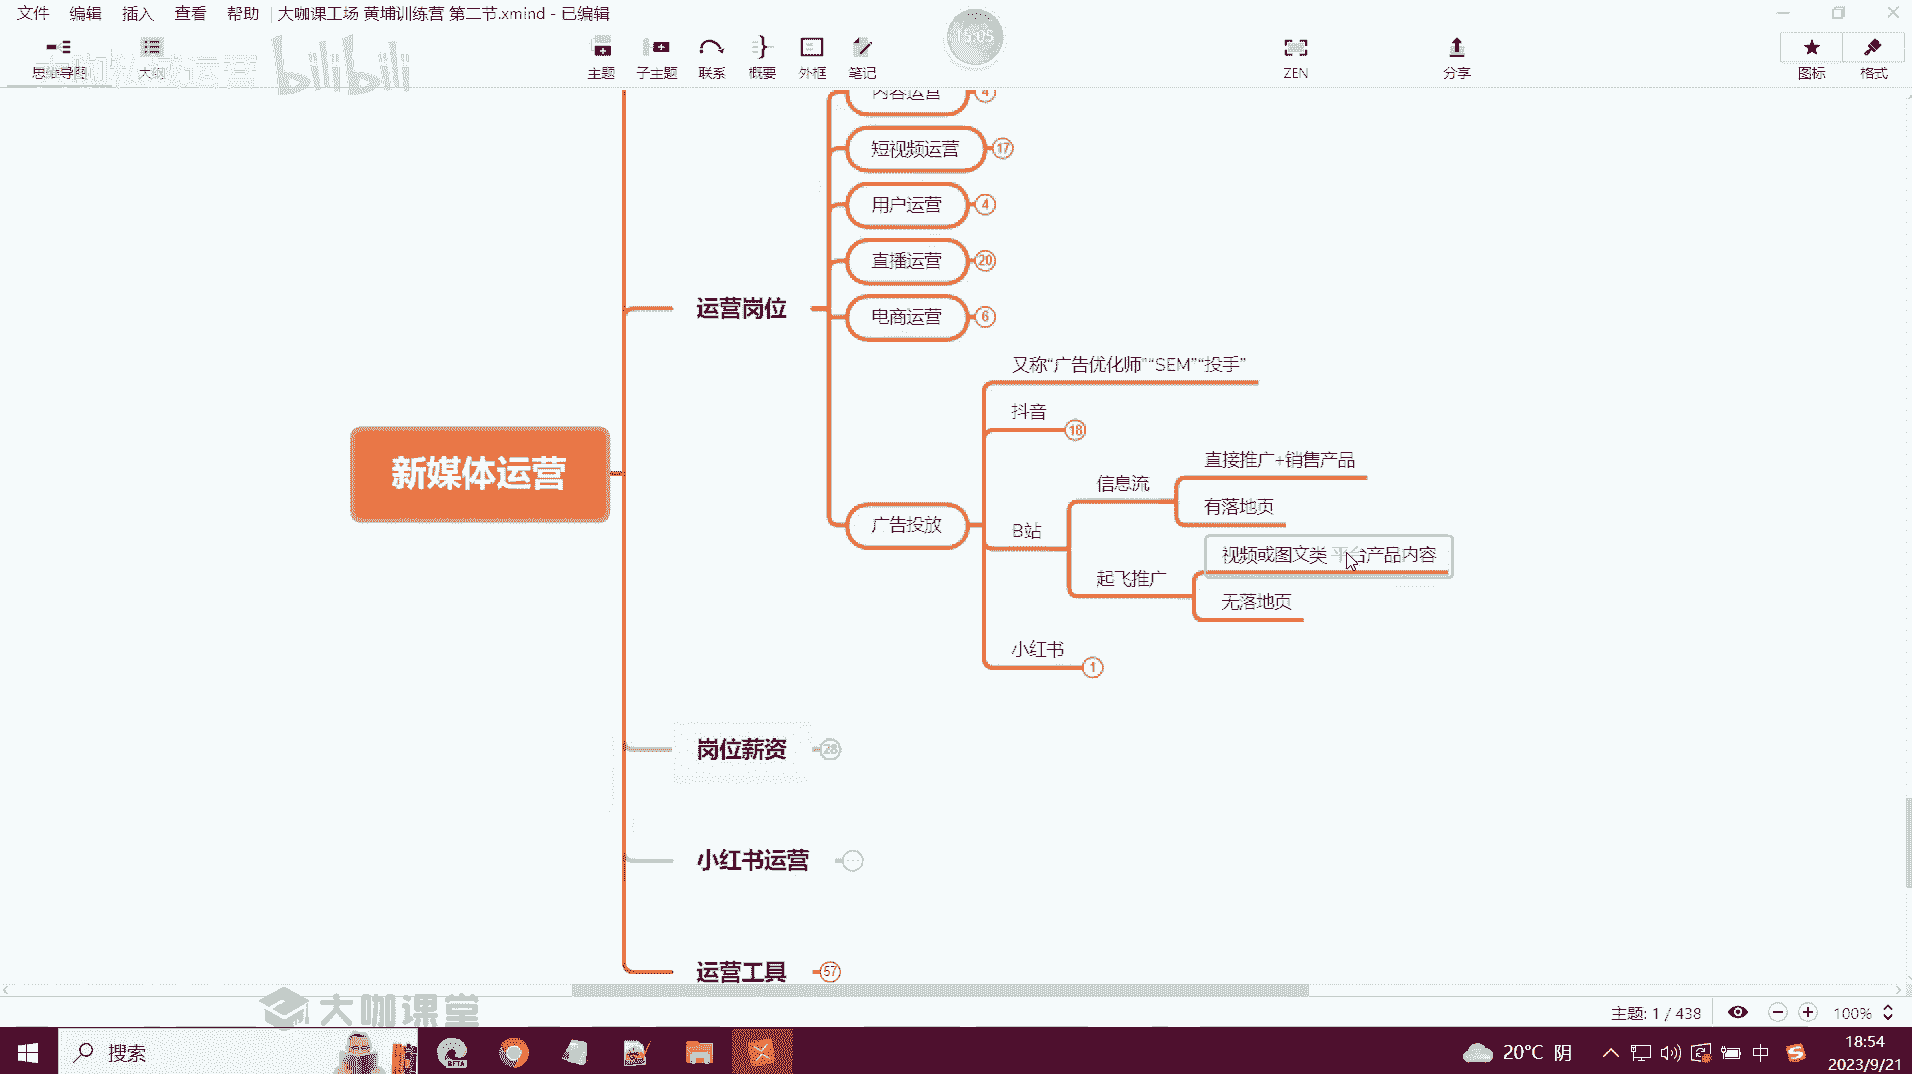 文件 编辑 插入 查看 帮助 大咖课工场 黄埔训练营 第二节.xmind - 已编辑
思维导图 大纲 主题 子主题 联系 概要 外框 笔记 ZEN 分享 图标 格式
bilibili
15:05
内容运营 4
短视频运营 17
用户运营 4
直播运营 20
运营岗位
电商运营 6
又称“广告优化师”“SEM”“投手”
抖音 18
直接推广+销售产品
新媒体运营
信息流
有落地页
广告投放
B站
视频或图文类 平台产品内容
起飞推广
无落地页
小红书 1
岗位薪资 28
小红书运营
运营工具 57
大咖课堂
主题: 1 / 438 100%
搜索
BETA
20°C 阴
中
18:54
2023/9/21